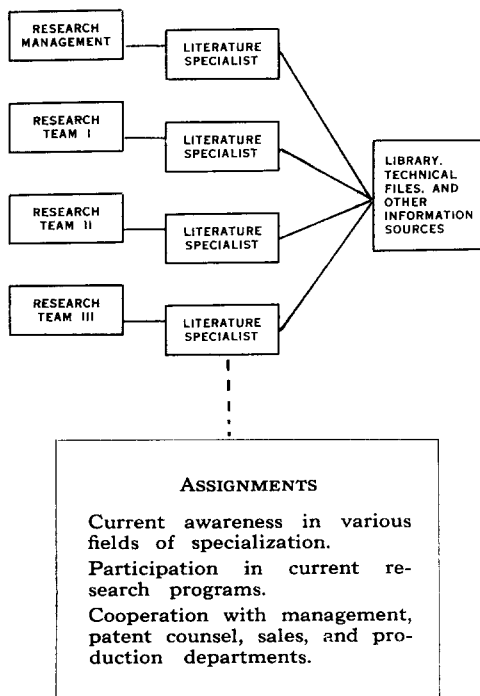 RESEARCH
MANAGEMENT
LITERATURE
SPECIALIST
RESEARCH
TEAM I
LITERATURE
SPECIALIST
RESEARCH
TEAM II
LITERATURE
SPECIALIST
RESEARCH
TEAM III
LITERATURE
SPECIALIST
LIBRARY,
TECHNICAL
FILES, AND
OTHER
INFORMATION
SOURCES
ASSIGNMENTS
Current awareness in various
fields of specialization.
Participation in current re-
search programs.
Cooperation with management,
patent counsel, sales, and pro-
duction departments.